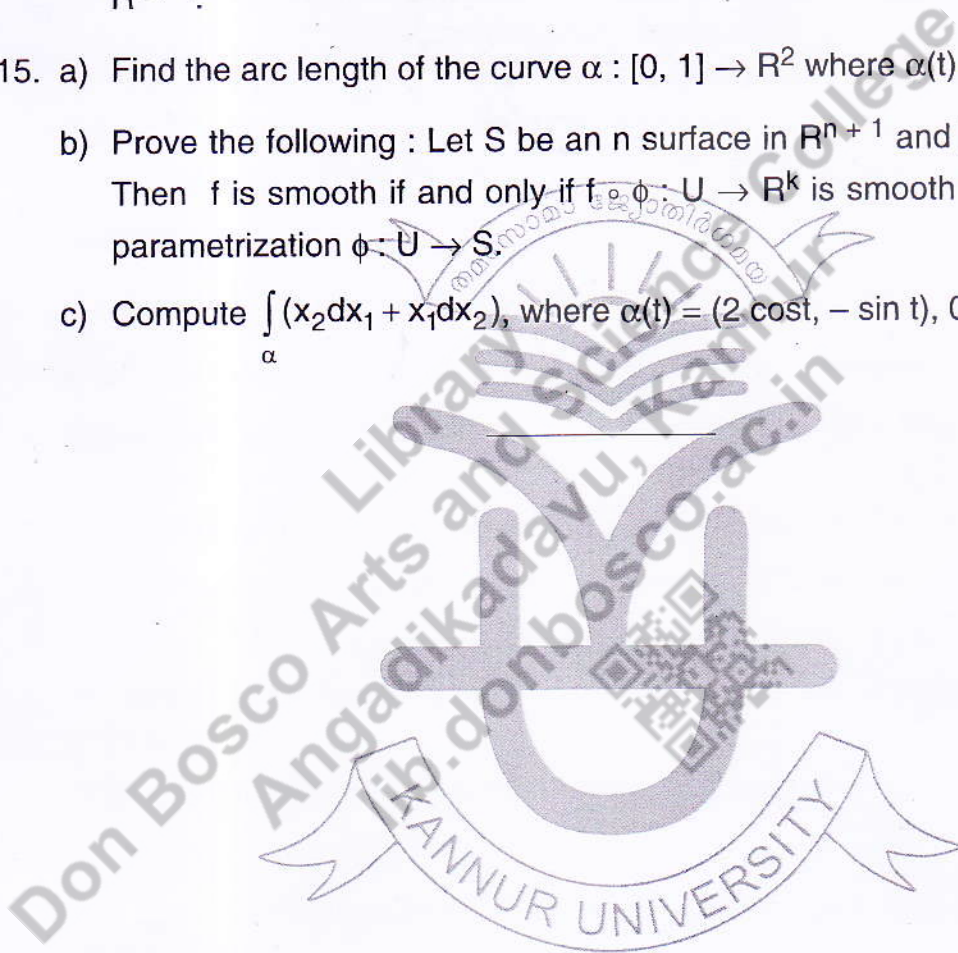 15. a) Find the arc length of the curve α : [0, 1] → R² where α(t)
b) Prove the following : Let S be an n surface in Rⁿ⁺¹ and
Then f is smooth if and only if f ∘ ϕ : U → Rᵏ is smooth
parametrization ϕ : U → S.
c) Compute ∫α (x₂dx₁ + x₁dx₂), where α(t) = (2 cost, – sin t), 0
തമസോമാ ജ്യോതിർഗമയ
KANNUR UNIVERSITY
Library
Don Bosco Arts and Science College
Angadikadavu, Kannur
lib.donbosco.ac.in